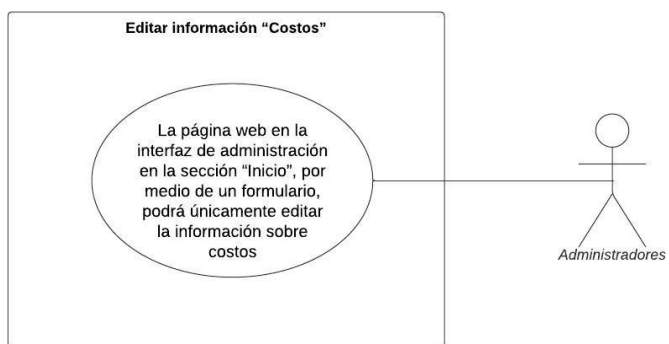 Editar información “Costos”
La página web en la
interfaz de administración
en la sección “Inicio”, por
medio de un formulario,
podrá únicamente editar
la información sobre
costos
Administradores